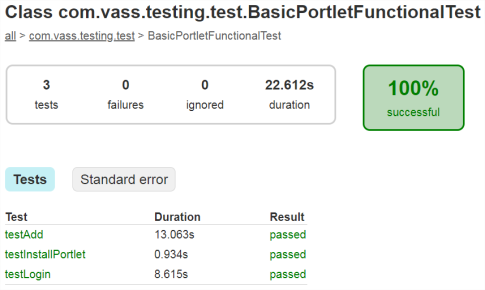 Class com.vass.testing.test.BasicPortletFunctionalTest
all > com.vass.testing.test > BasicPortletFunctionalTest
3 0 0 22.612s
tests failures ignored duration
100%
successful
Tests Standard error
Test Duration Result
testAdd 13.063s passed
testInstallPortlet 0.934s passed
testLogin 8.615s passed